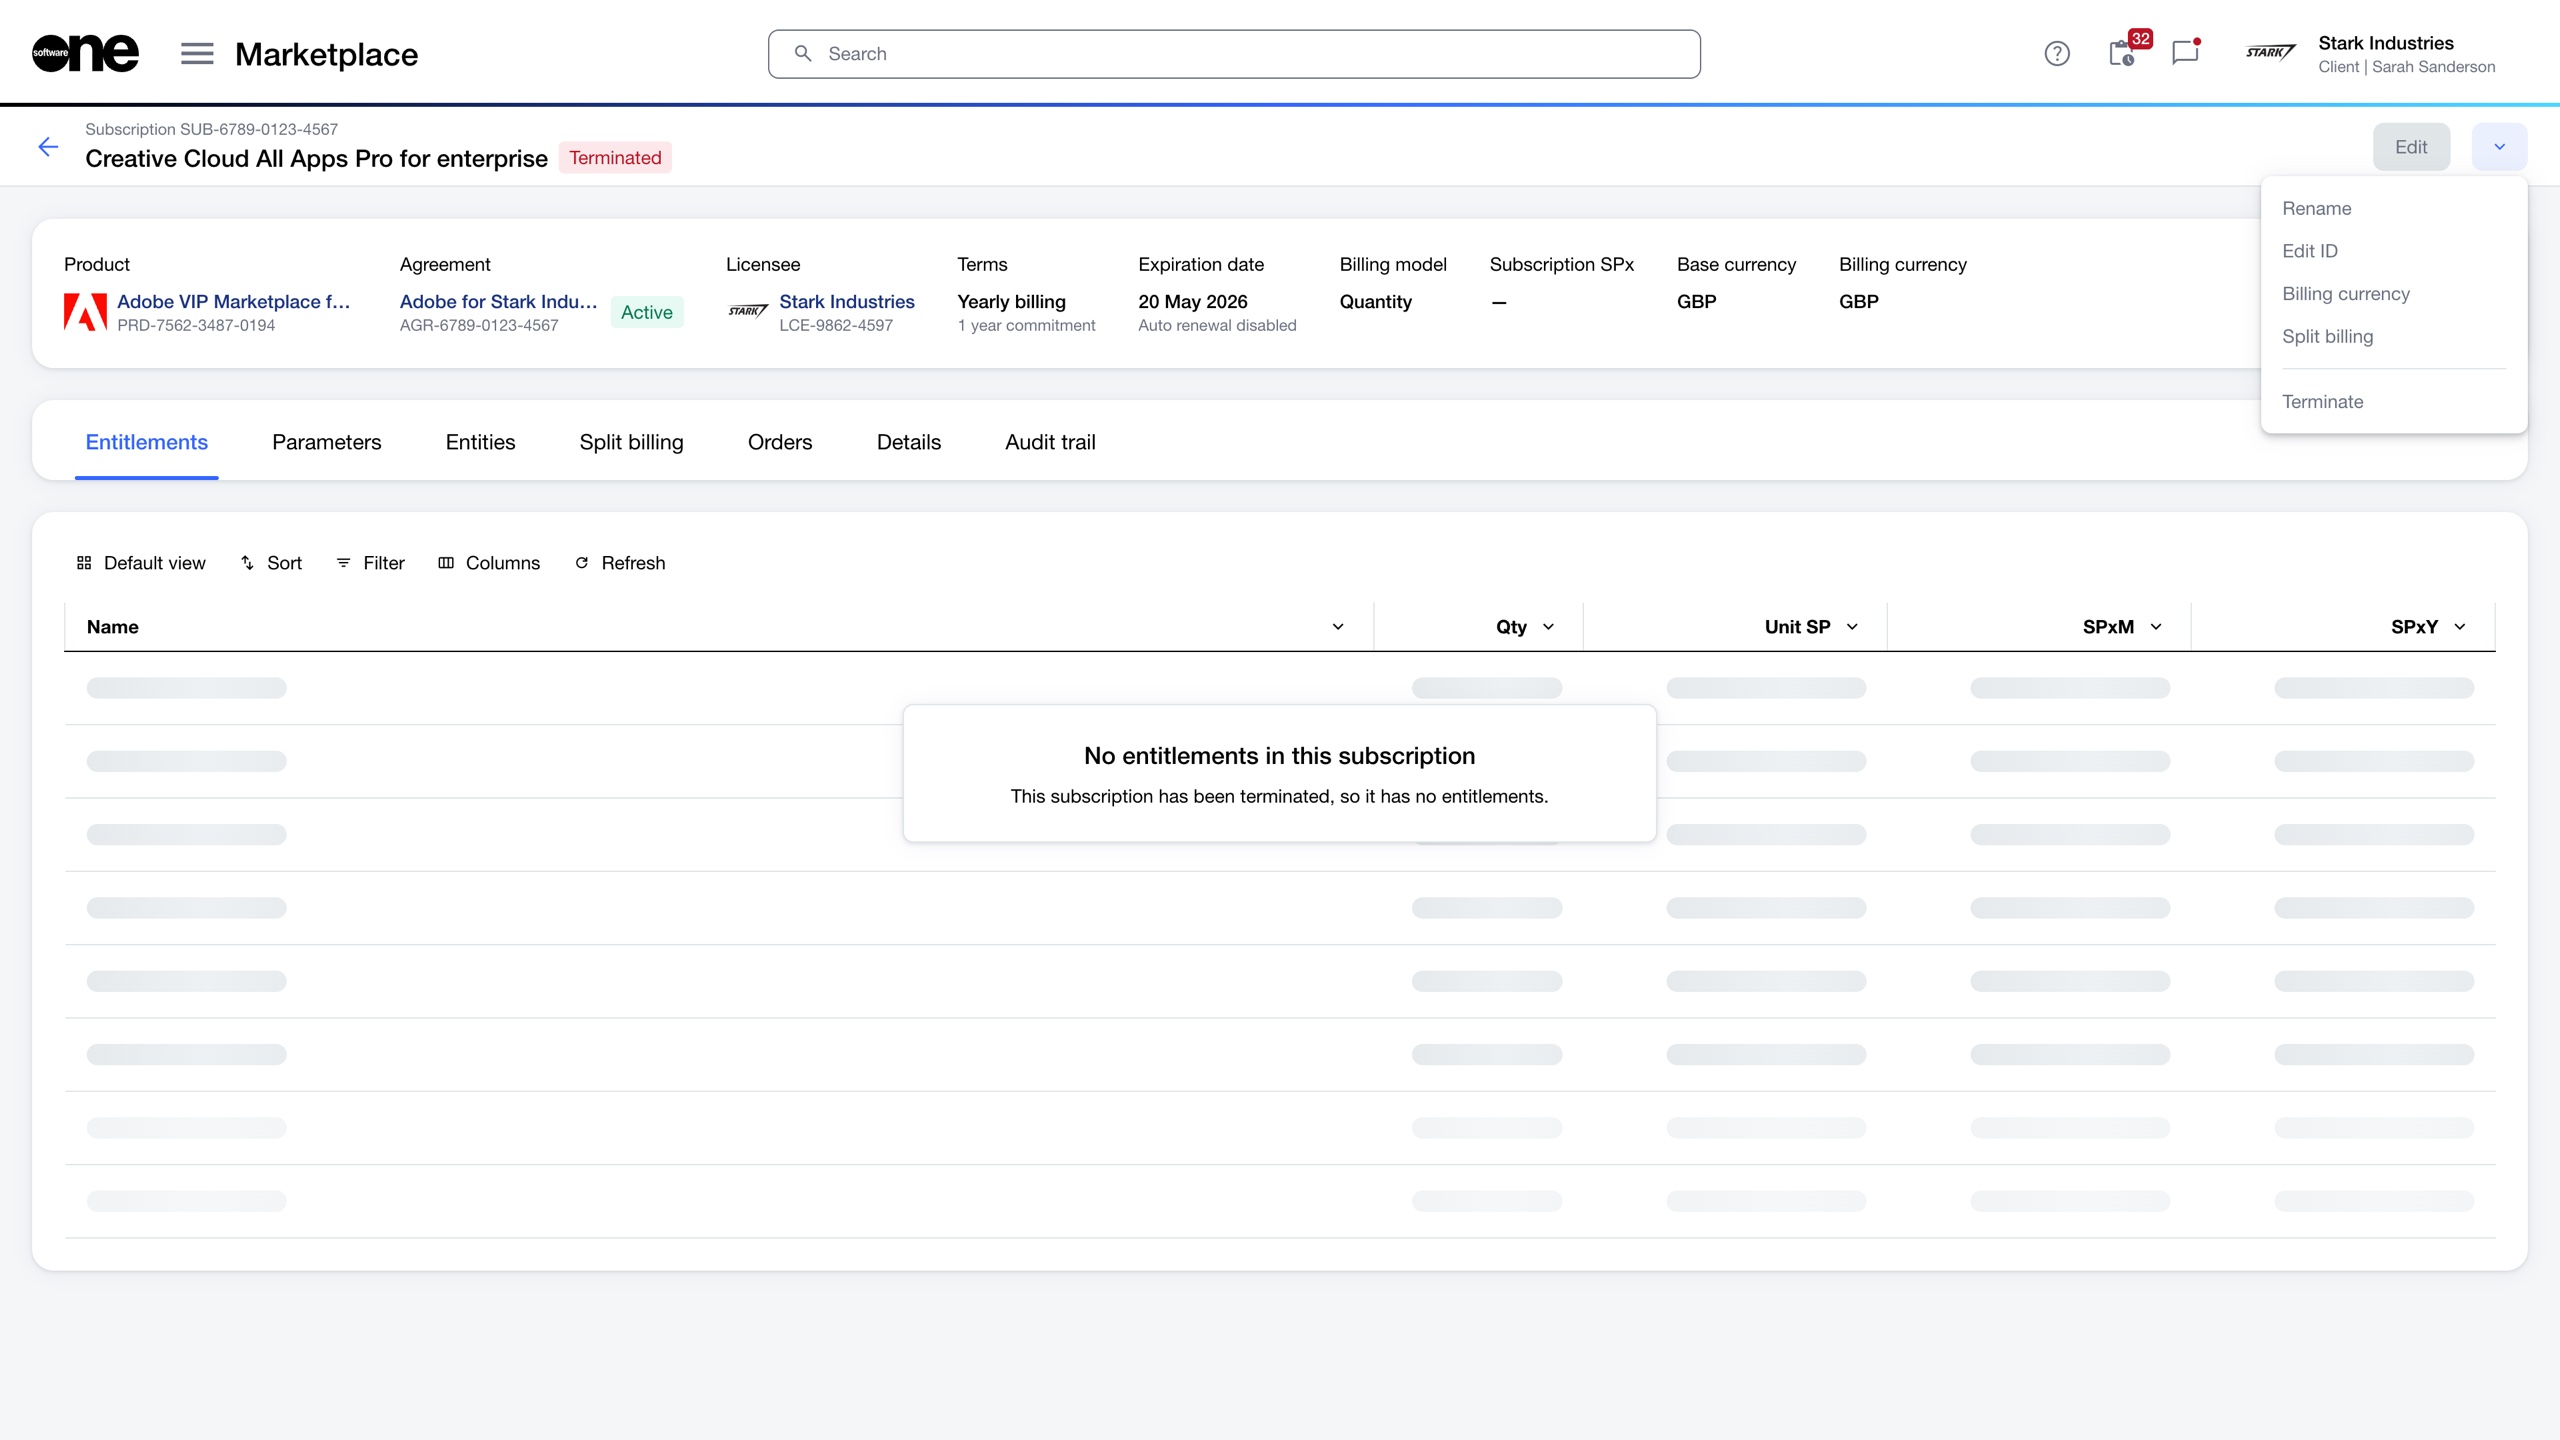 software one
Marketplace
Search
32
STARK
Stark Industries
Client | Sarah Sanderson
Subscription SUB-6789-0123-4567
Creative Cloud All Apps Pro for enterprise
Terminated
Edit
Rename
Edit ID
Billing currency
Split billing
Terminate
Product
Adobe VIP Marketplace f...
PRD-7562-3487-0194
Agreement
Adobe for Stark Indu...
AGR-6789-0123-4567
Active
Licensee
STARK
Stark Industries
LCE-9862-4597
Terms
Yearly billing
1 year commitment
Expiration date
20 May 2026
Auto renewal disabled
Billing model
Quantity
Subscription SPx
—
Base currency
GBP
Billing currency
GBP
Entitlements
Parameters
Entities
Split billing
Orders
Details
Audit trail
Default view
Sort
Filter
Columns
Refresh
Name
Qty
Unit SP
SPxM
SPxY
No entitlements in this subscription
This subscription has been terminated, so it has no entitlements.